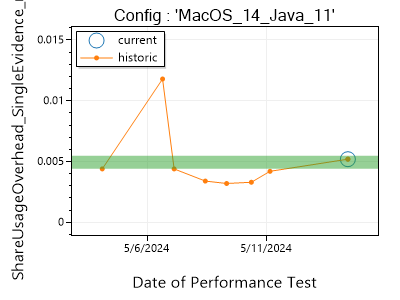 Config : 'MacOS_14_Java_11'
ShareUsageOverhead_SingleEvidence_
0.015
0.01
0.005
0
current
historic
5/6/2024
5/11/2024
Date of Performance Test